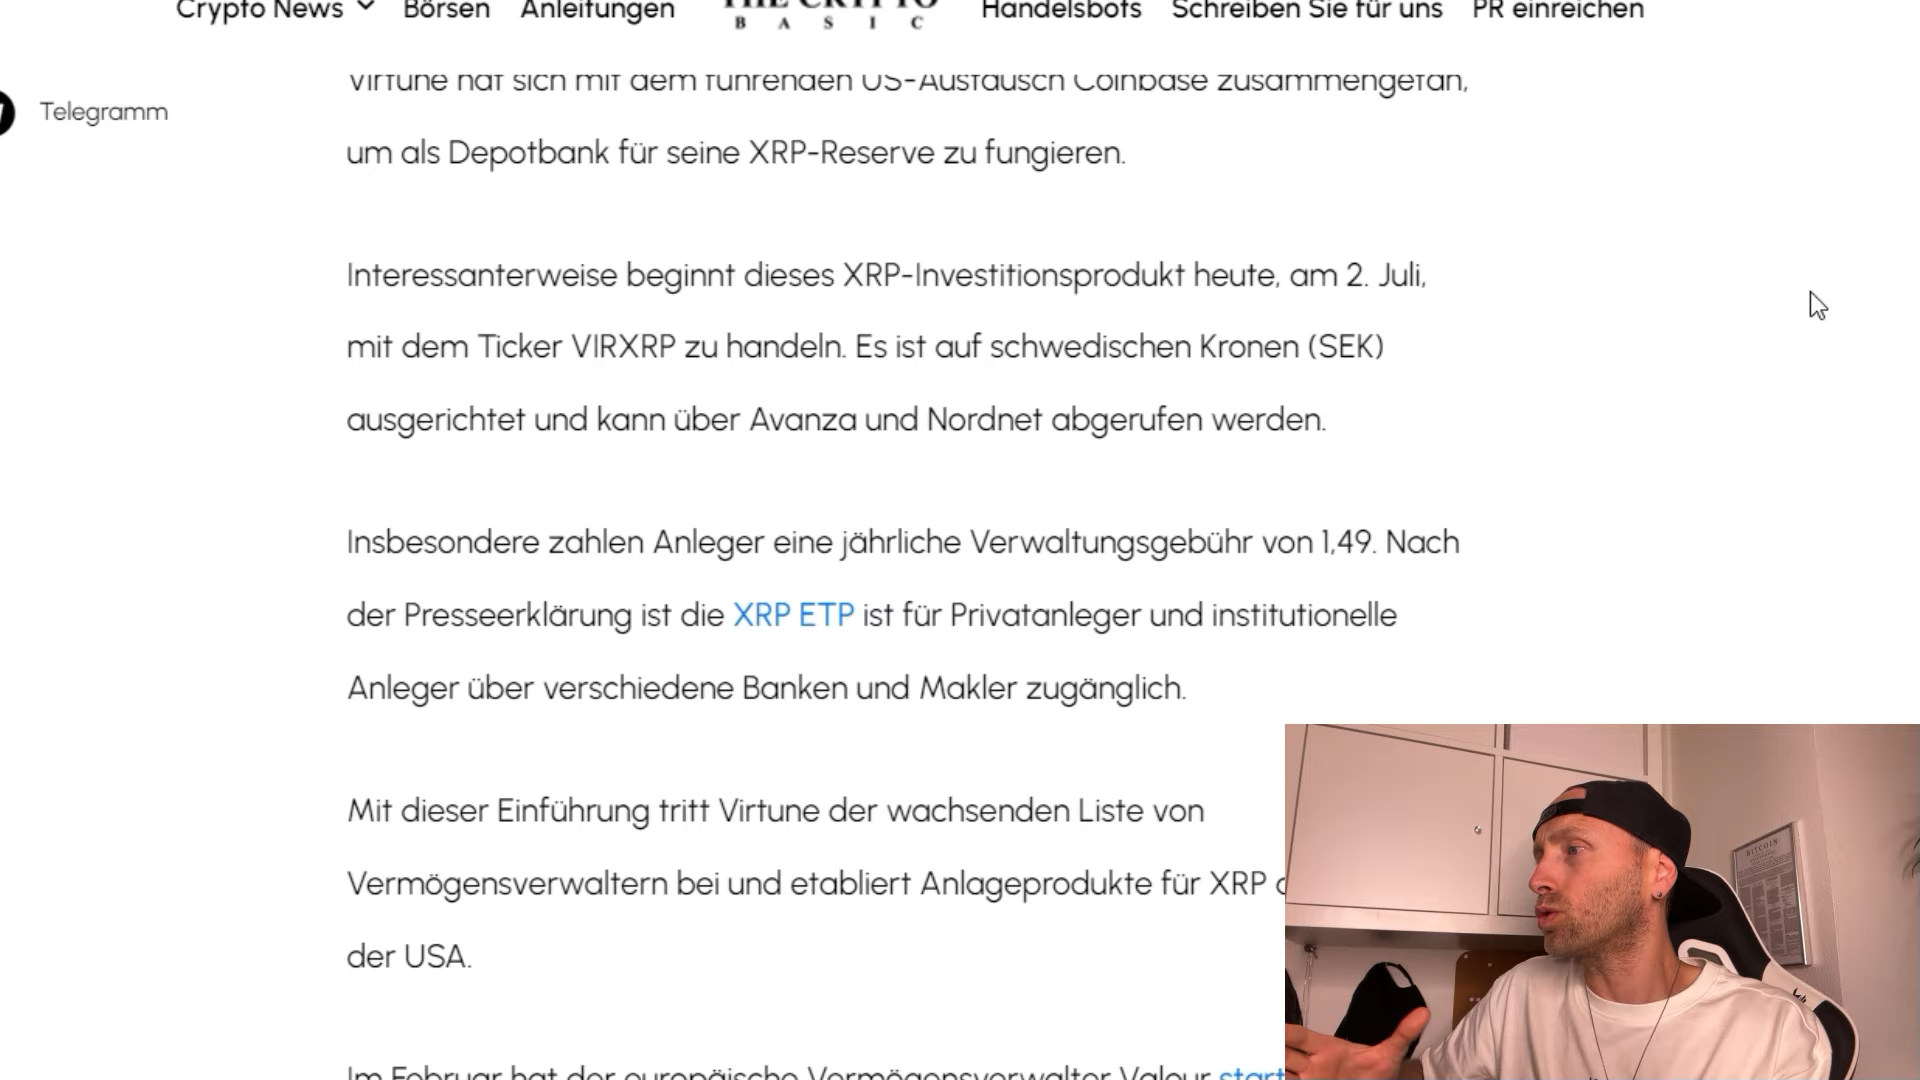 Crypto News Börsen Anleitungen THE CRYPTO BASIC Handelsbots Schreiben Sie für uns PR einreichen
Telegramm
Virtune hat sich mit dem führenden US-Austausch Coinbase zusammengetan,
um als Depotbank für seine XRP-Reserve zu fungieren.
Interessanterweise beginnt dieses XRP-Investitionsprodukt heute, am 2. Juli,
mit dem Ticker VIRXRP zu handeln. Es ist auf schwedischen Kronen (SEK)
ausgerichtet und kann über Avanza und Nordnet abgerufen werden.
Insbesondere zahlen Anleger eine jährliche Verwaltungsgebühr von 1,49. Nach
der Presseerklärung ist die XRP ETP ist für Privatanleger und institutionelle
Anleger über verschiedene Banken und Makler zugänglich.
Mit dieser Einführung tritt Virtune der wachsenden Liste von
Vermögensverwaltern bei und etabliert Anlageprodukte für XRP
der USA.
Im Februar hat der europäische Vermögensverwalter Valour start
BITCOIN